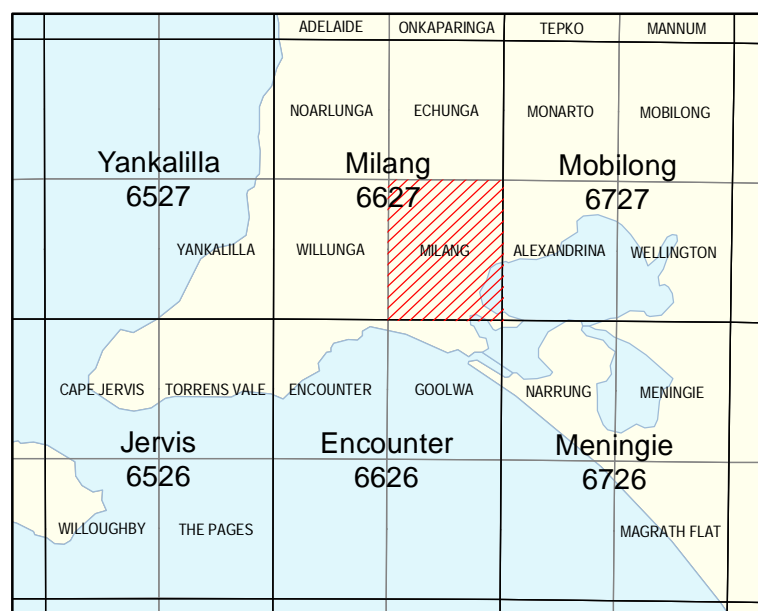 ADELAIDE ONKAPARINGA TEPKO MANNUM
NOARLUNGA ECHUNGA MONARTO MOBILONG
Yankalilla Milang Mobilong
6527 6627 6727
YANKALILLA WILLUNGA MILANG ALEXANDRINA WELLINGTON
CAPE JERVIS TORRENS VALE ENCOUNTER GOOLWA NARRUNG MENINGIE
Jervis Encounter Meningie
6526 6626 6726
WILLOUGHBY THE PAGES MAGRATH FLAT